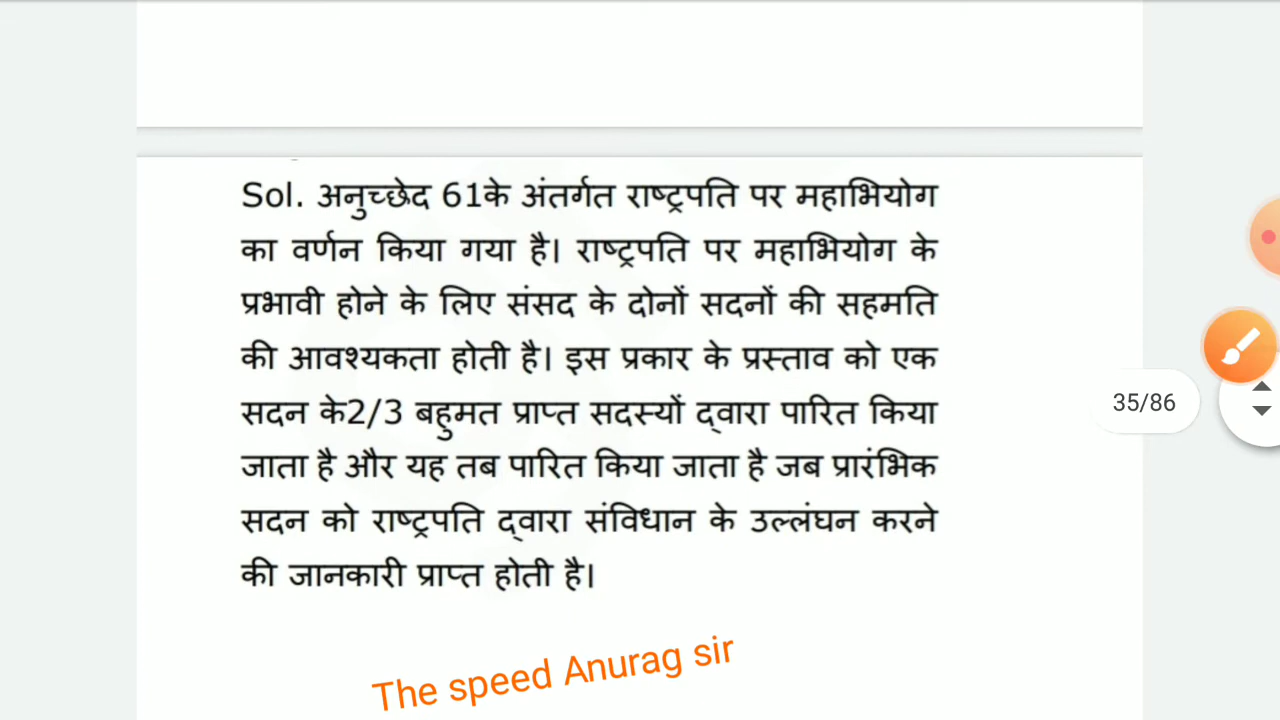 Sol. अनुच्छेद 61के अंतर्गत राष्ट्रपति पर महाभियोग
का वर्णन किया गया है। राष्ट्रपति पर महाभियोग के
प्रभावी होने के लिए संसद के दोनों सदनों की सहमति
की आवश्यकता होती है। इस प्रकार के प्रस्ताव को एक
सदन के2/3 बहुमत प्राप्त सदस्यों द्वारा पारित किया
जाता है और यह तब पारित किया जाता है जब प्रारंभिक
सदन को राष्ट्रपति द्वारा संविधान के उल्लंघन करने
की जानकारी प्राप्त होती है।
35/86
The speed Anurag sir